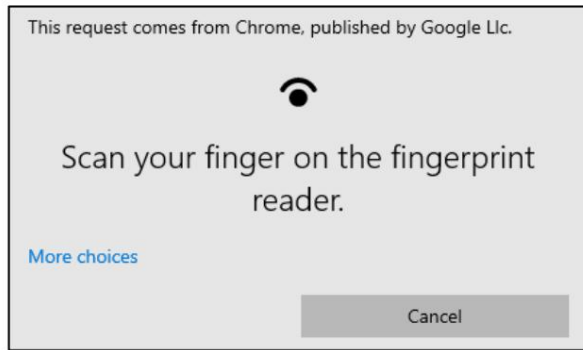 This request comes from Chrome, published by Google Llc.
Scan your finger on the fingerprint
reader.
More choices
Cancel